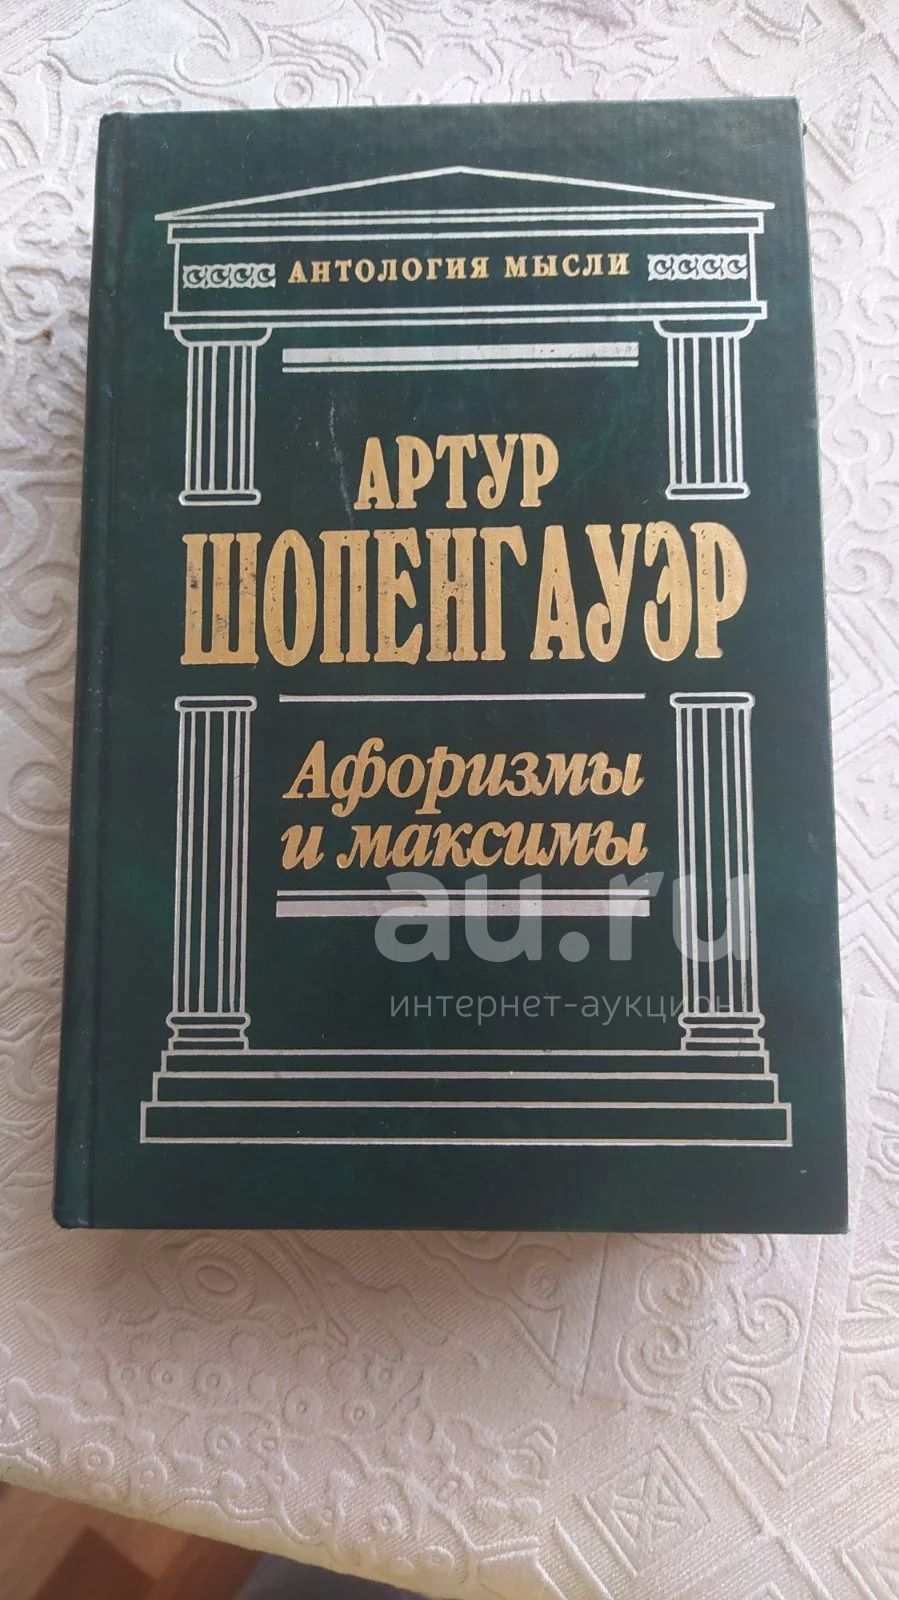 АНТОЛОГИЯ МЫСЛИ
АРТУР
ШОПЕНГАУЭР
Афоризмы
и максимы
au.ru
интернет-аукцион